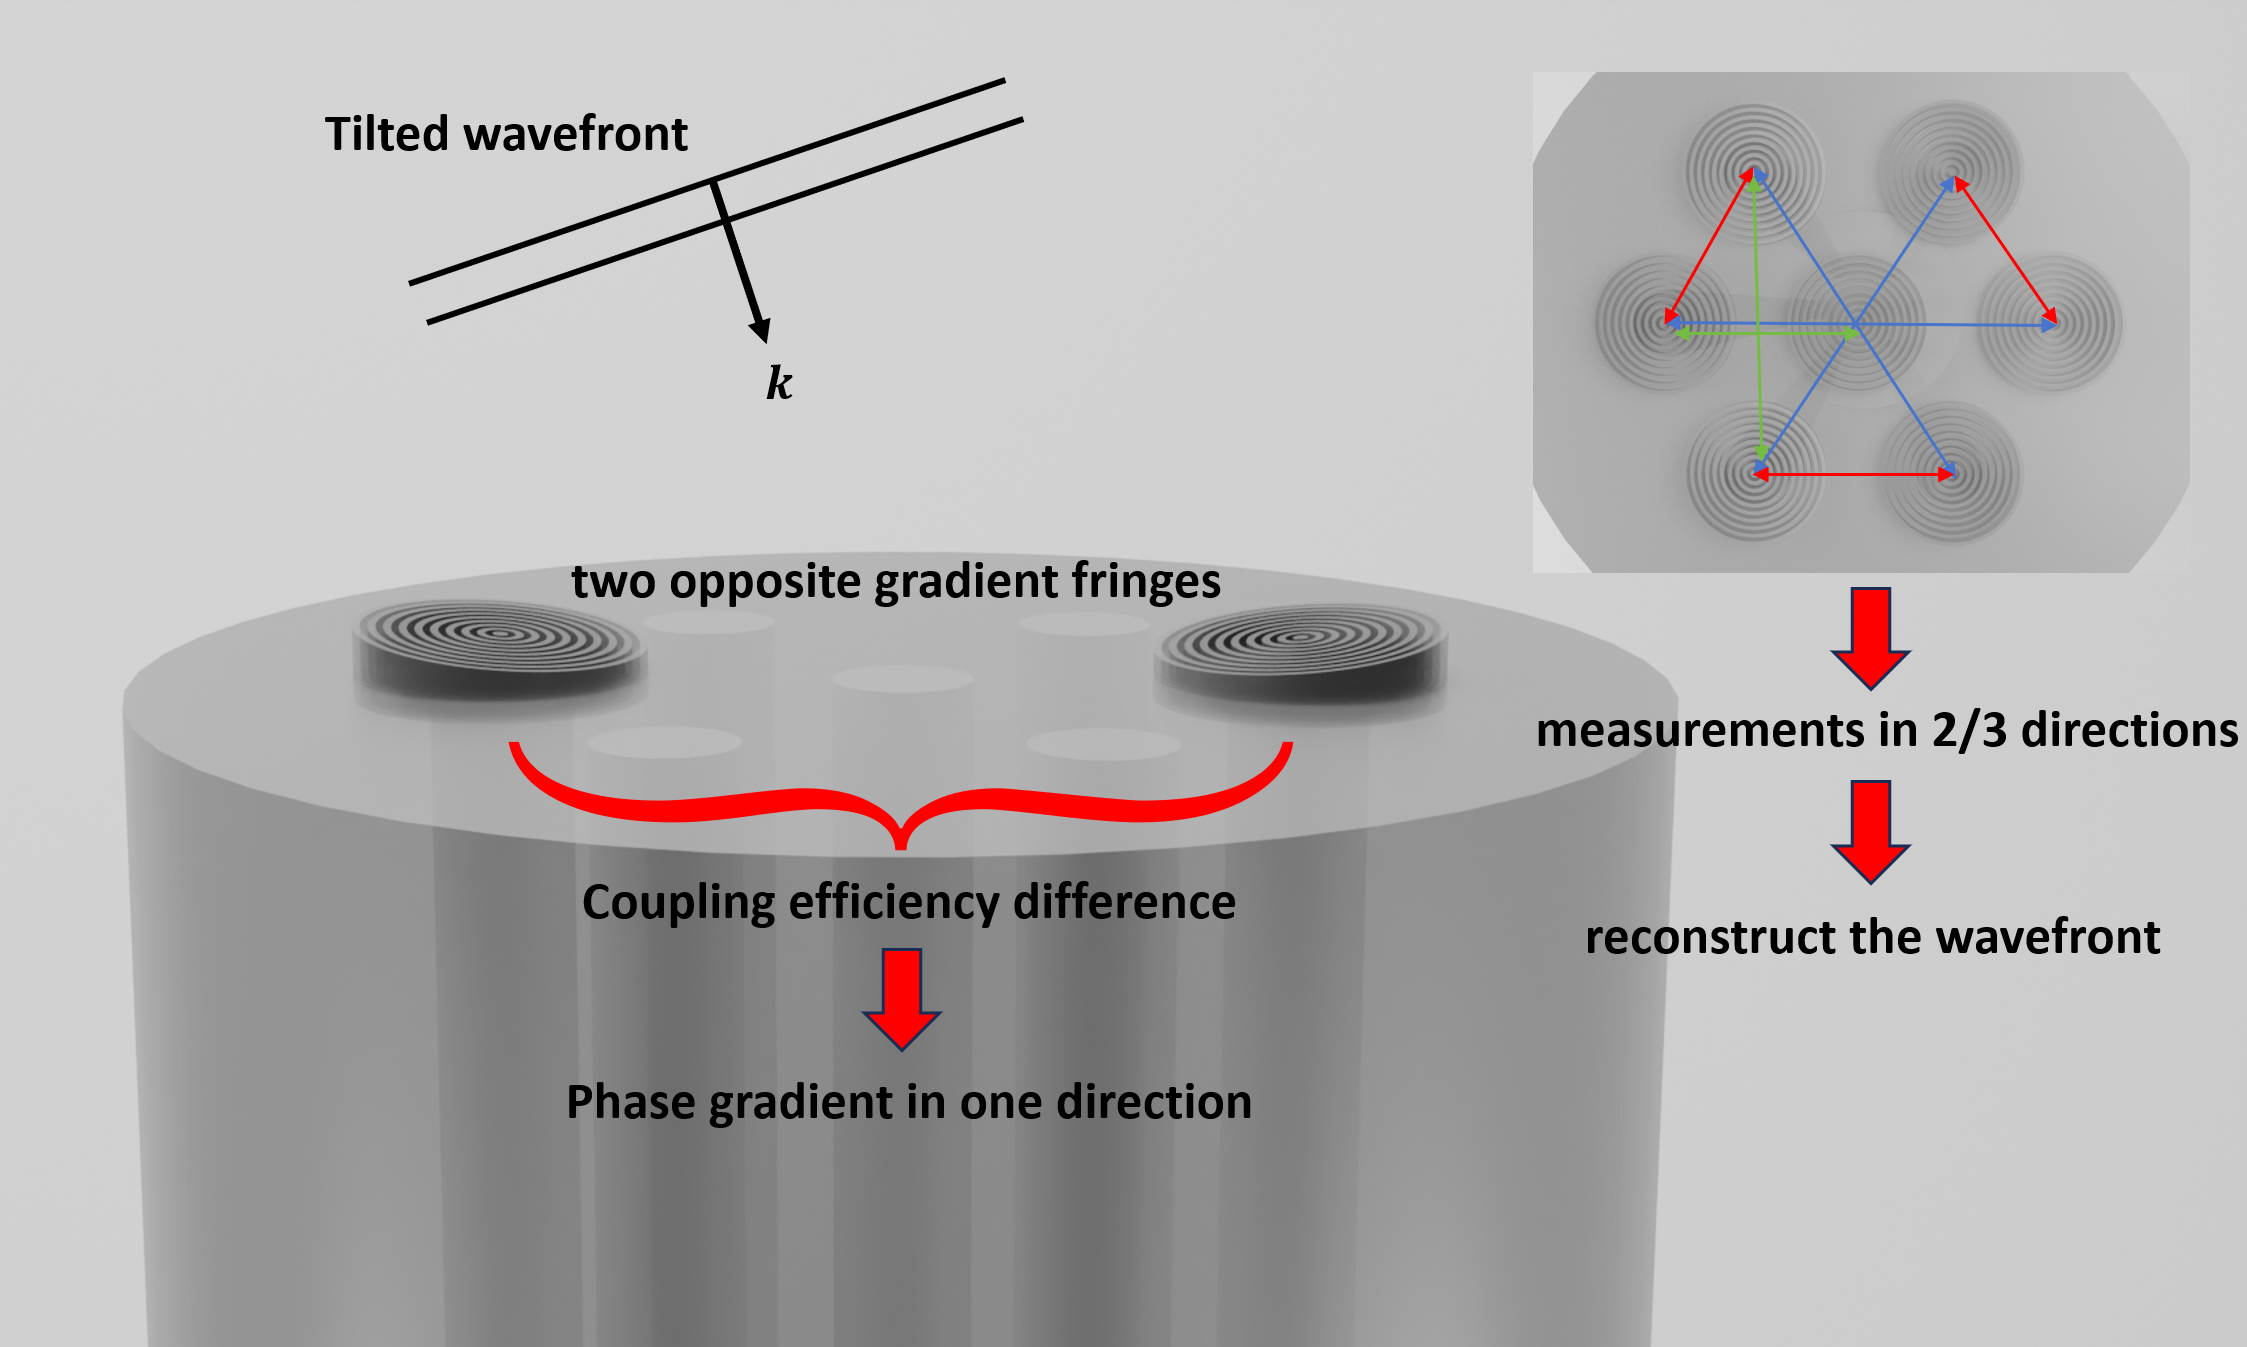 Tilted wavefront
k
two opposite gradient fringes
Coupling efficiency difference
Phase gradient in one direction
measurements in 2/3 directions
reconstruct the wavefront